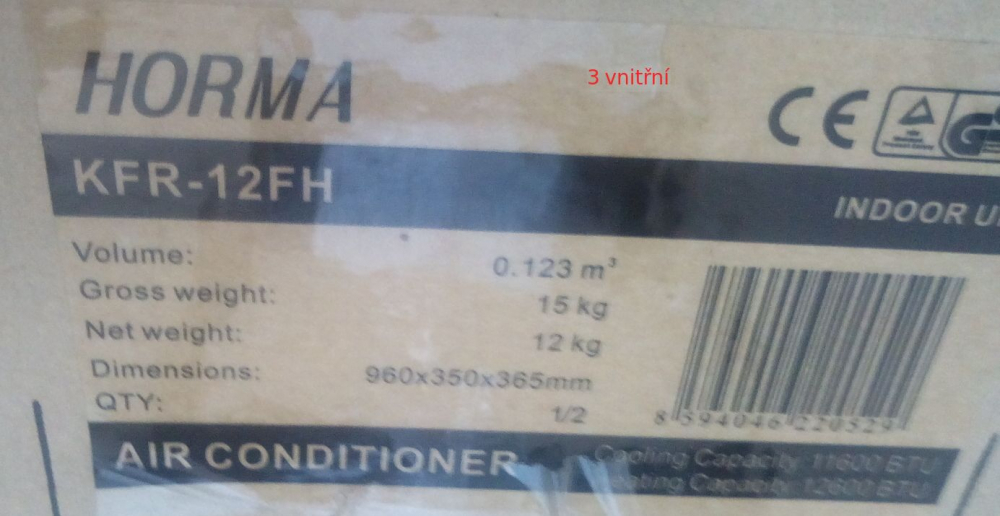 HORMA
3 vnitřní
CE
KFR-12FH
INDOOR U
Volume: 0.123 m³
Gross weight: 15 kg
Net weight: 12 kg
Dimensions: 960x350x365mm
QTY: 1/2
8 594046 220529
AIR CONDITIONER
Cooling Capacity 11600 BTU
Heating Capacity 12600 BTU